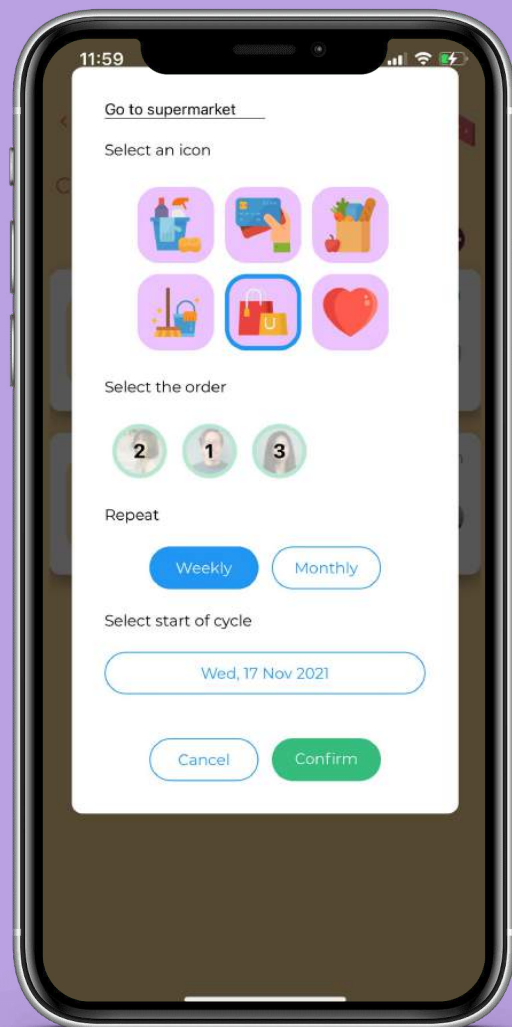 11:59
Go to supermarket
Select an icon
U
Select the order
2 1 3
Repeat
Weekly Monthly
Select start of cycle
Wed, 17 Nov 2021
Cancel Confirm